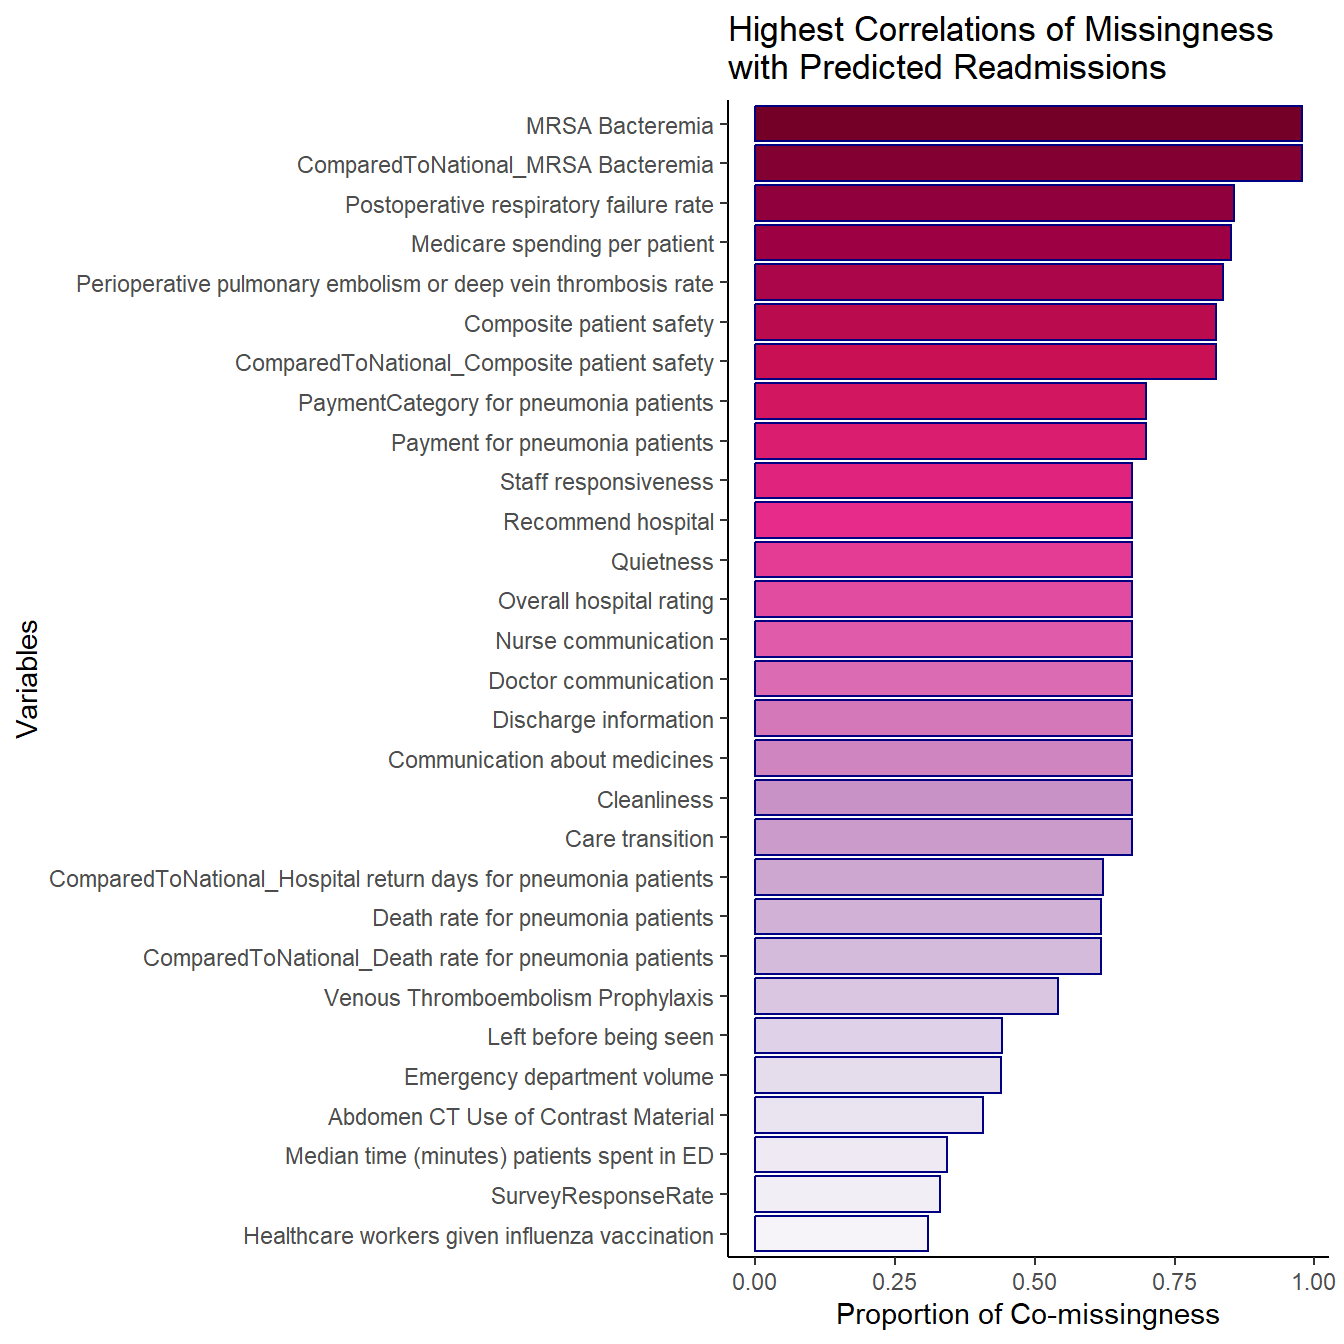 Highest Correlations of Missingness
with Predicted Readmissions
MRSA Bacteremia
ComparedToNational_MRSA Bacteremia
Postoperative respiratory failure rate
Medicare spending per patient
Perioperative pulmonary embolism or deep vein thrombosis rate
Composite patient safety
ComparedToNational_Composite patient safety
PaymentCategory for pneumonia patients
Payment for pneumonia patients
Staff responsiveness
Recommend hospital
Quietness
Overall hospital rating
Nurse communication
Doctor communication
Discharge information
Communication about medicines
Cleanliness
Care transition
ComparedToNational_Hospital return days for pneumonia patients
Death rate for pneumonia patients
ComparedToNational_Death rate for pneumonia patients
Venous Thromboembolism Prophylaxis
Left before being seen
Emergency department volume
Abdomen CT Use of Contrast Material
Median time (minutes) patients spent in ED
SurveyResponseRate
Healthcare workers given influenza vaccination
Variables
0.00 0.25 0.50 0.75 1.00
Proportion of Co-missingness